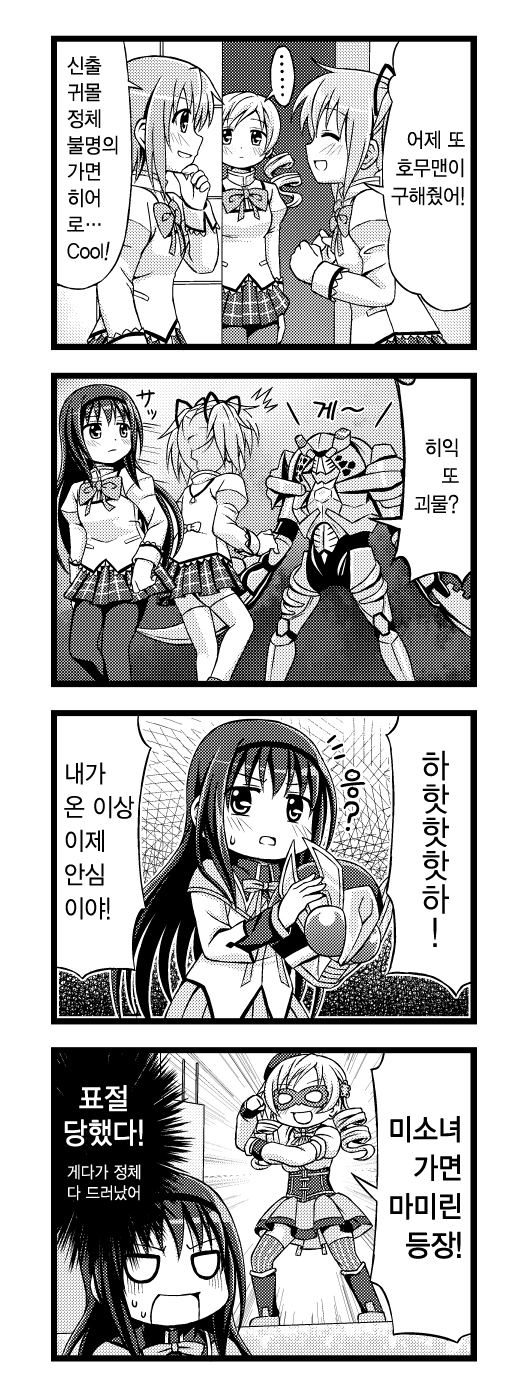 어제 또
호무맨이
구해줬어!
......
신출
귀몰
정체
불명의
가면
히어
로…
Cool!
히익
또
괴물?
게~
サッ
하핫핫핫하!
응?
내가
온 이상
이제
안심
이야!
미소녀
가면
마미린
등장!
표절
당했다!
게다가 정체
다 드러났어